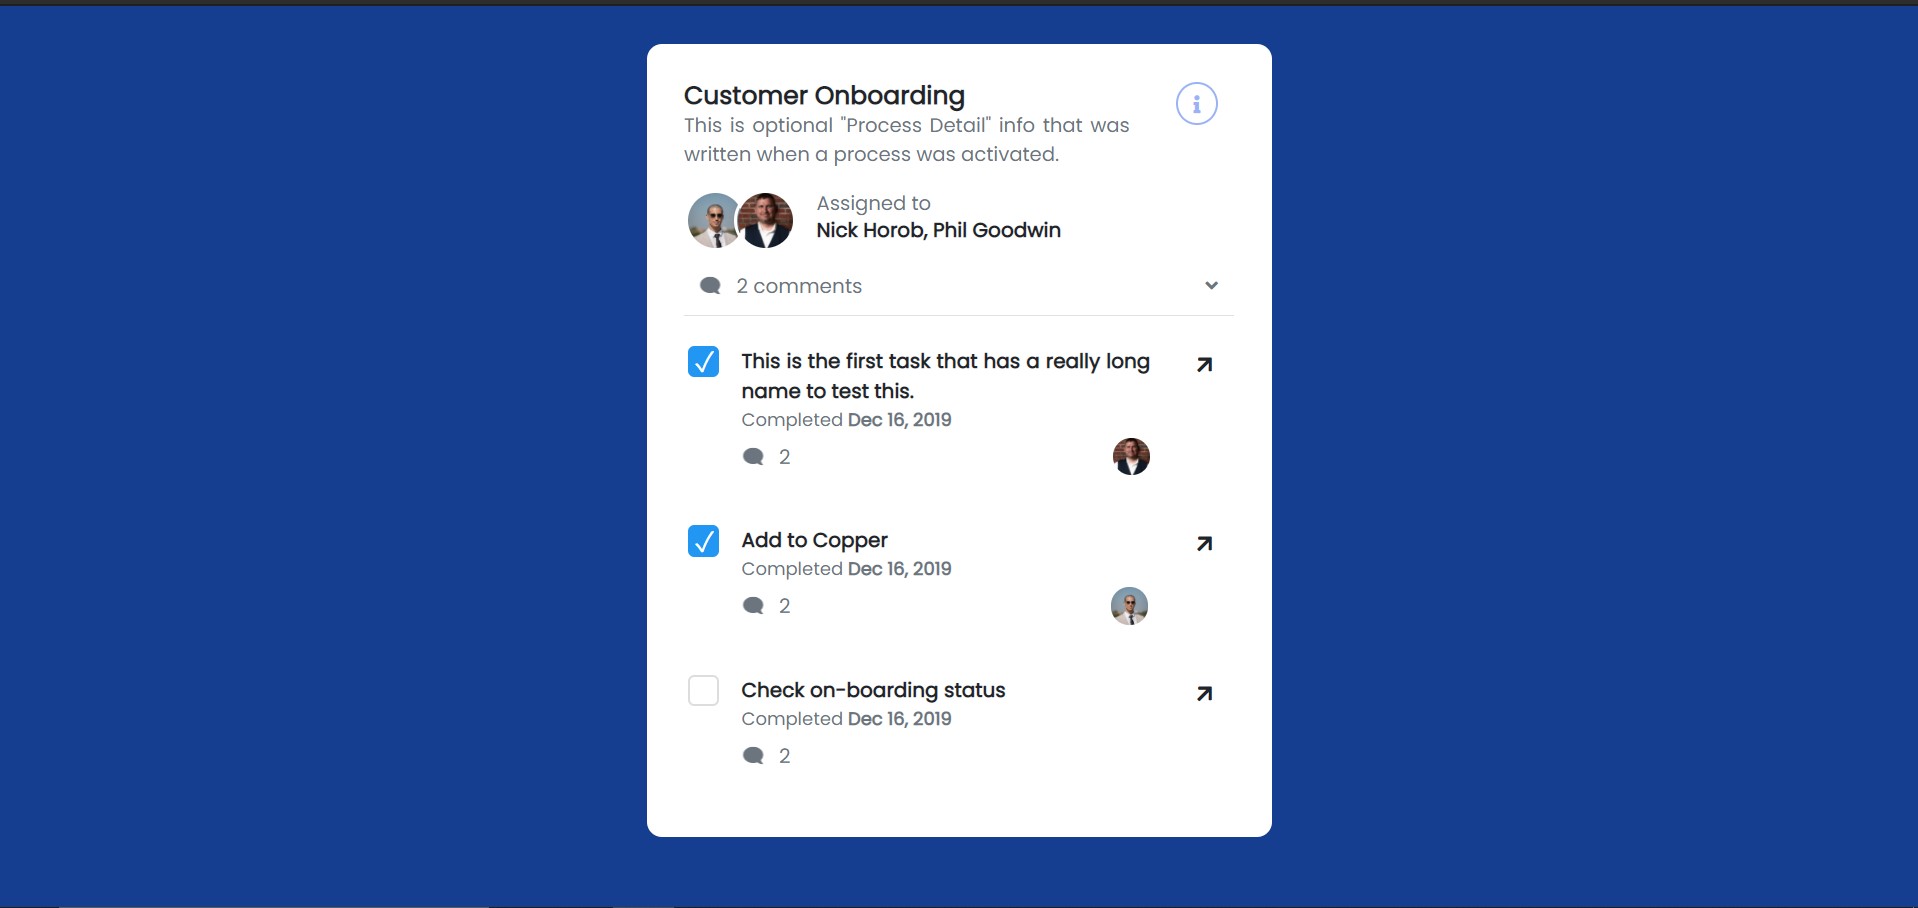 Customer Onboarding
This is optional "Process Detail" info that was
written when a process was activated.
Assigned to
Nick Horob, Phil Goodwin
2 comments
This is the first task that has a really long
name to test this.
Completed Dec 16, 2019
2
Add to Copper
Completed Dec 16, 2019
2
Check on-boarding status
Completed Dec 16, 2019
2